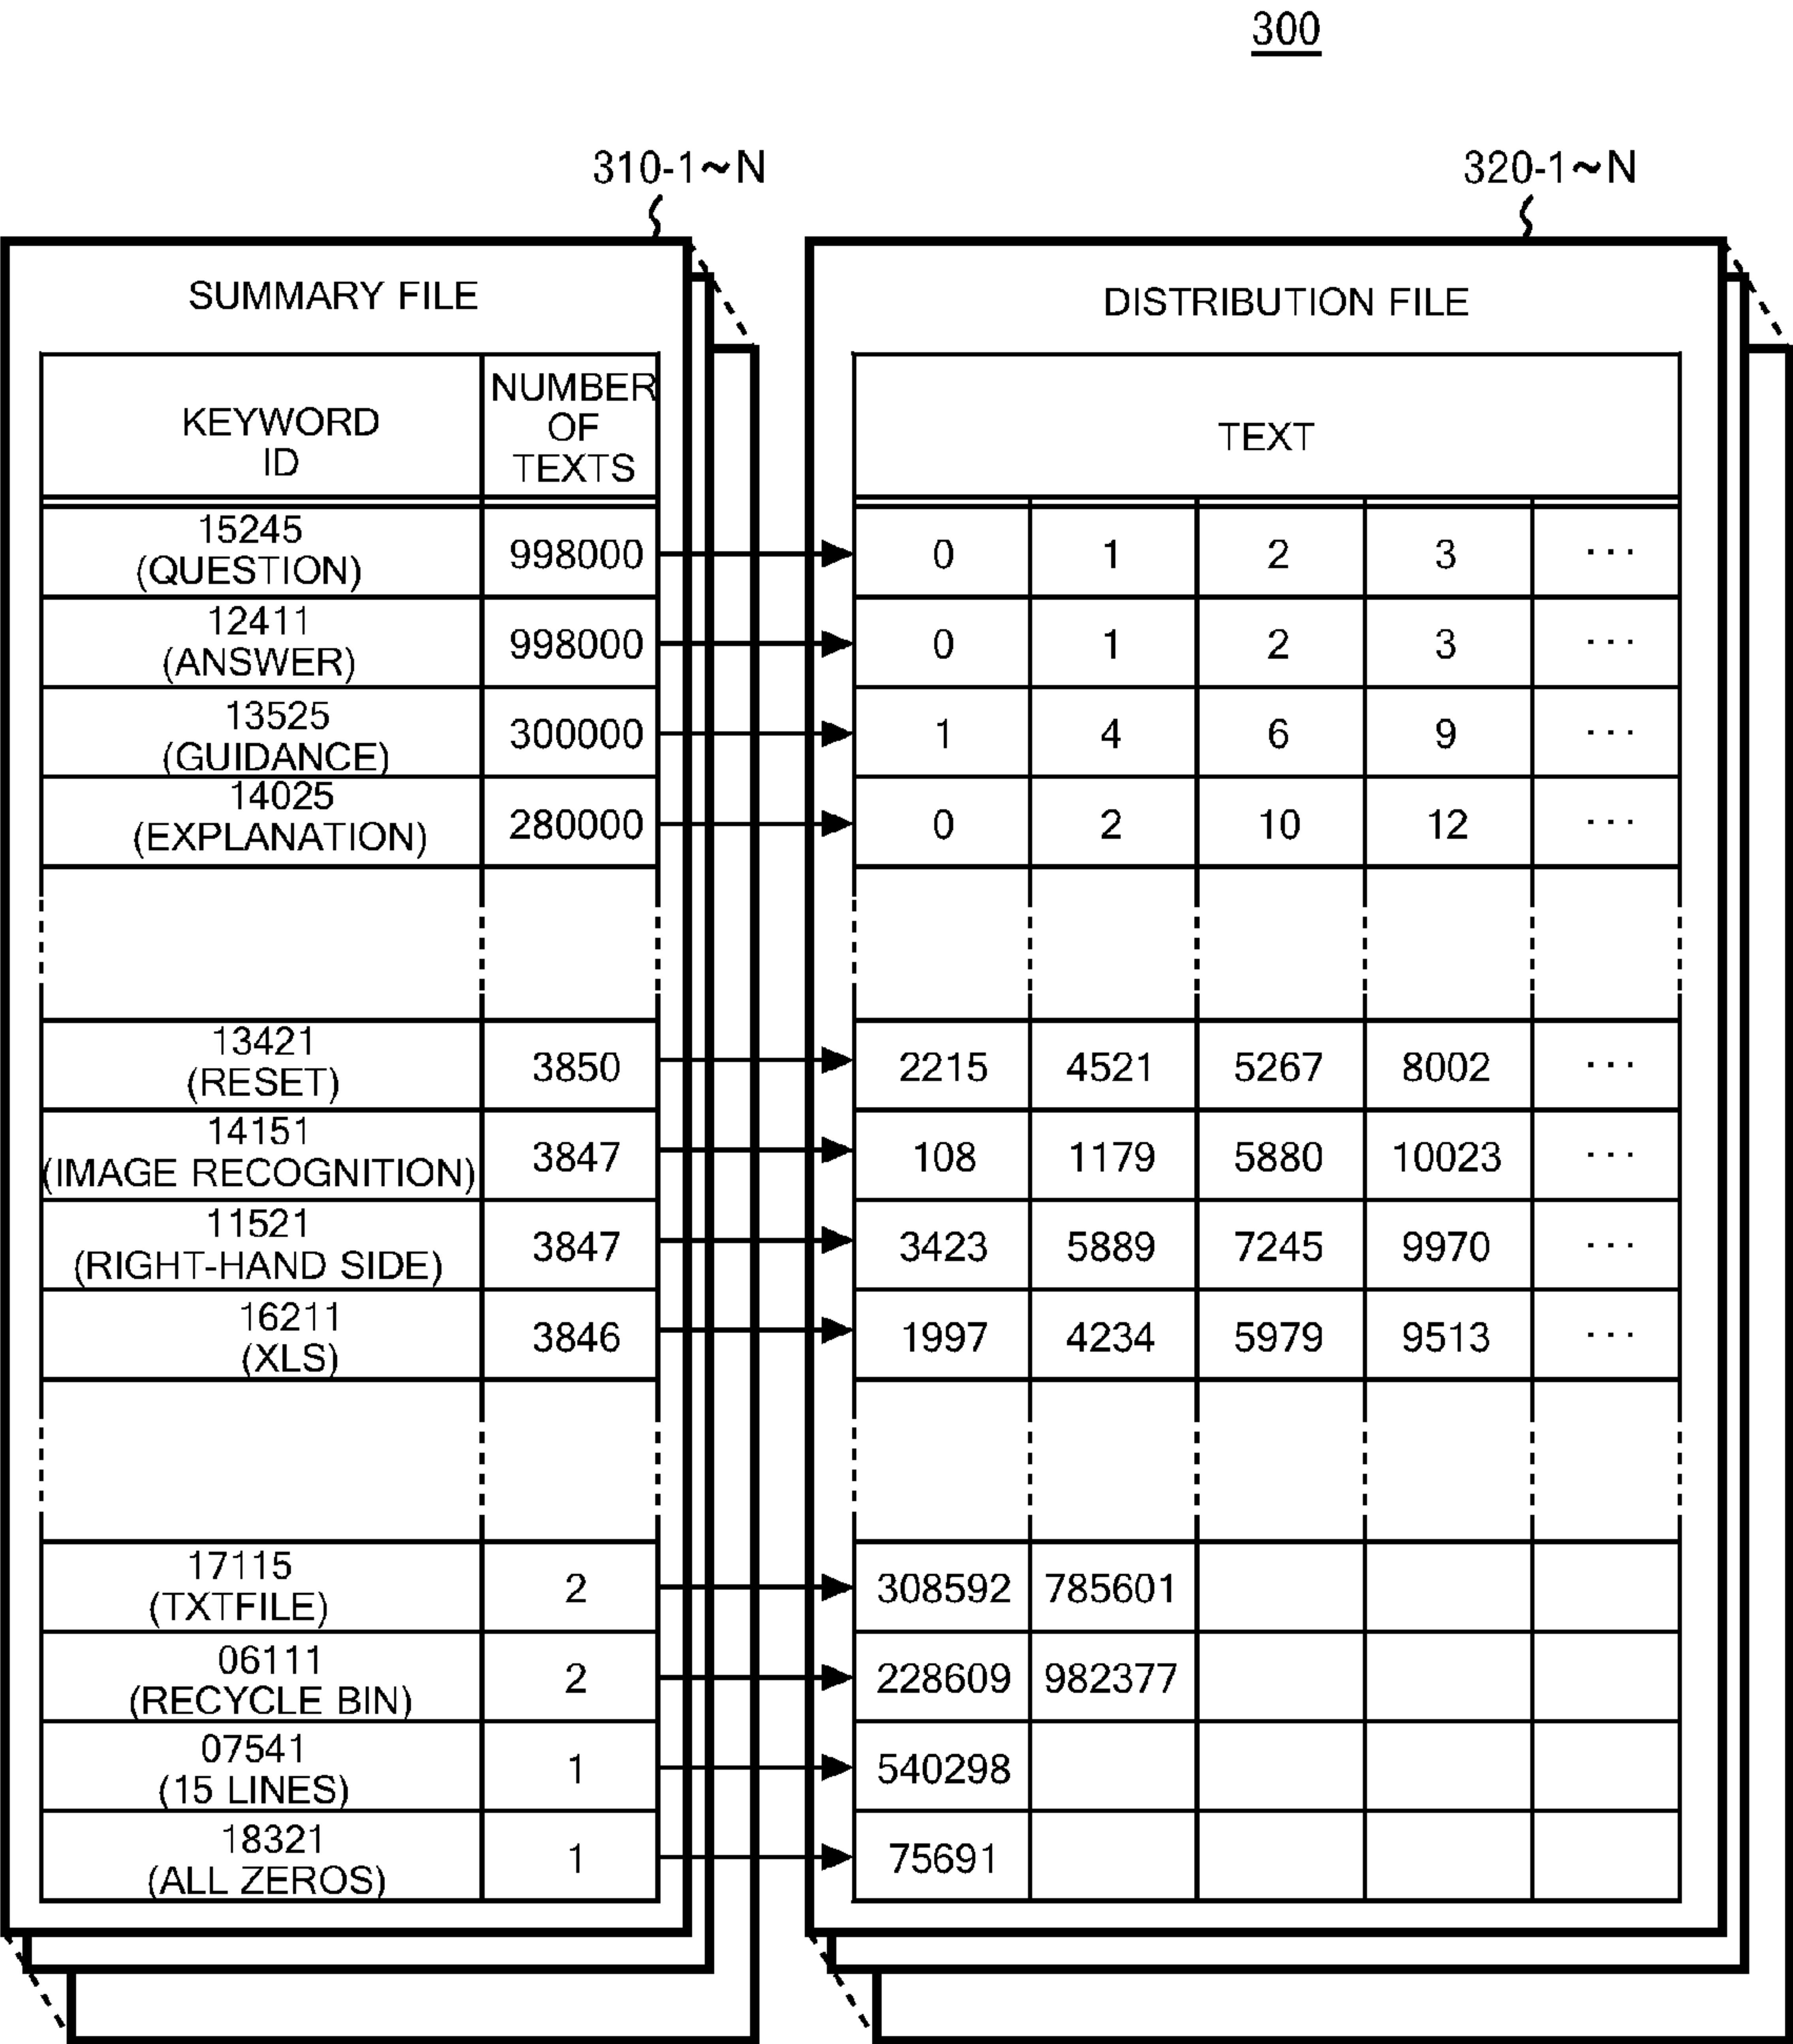 300
310-1~N
320-1~N
SUMMARY FILE
DISTRIBUTION FILE
KEYWORD
ID
NUMBER
OF
TEXTS
TEXT
15245
(QUESTION)
998000
0 1 2 3 ···
12411
(ANSWER)
998000
0 1 2 3 ···
13525
(GUIDANCE)
300000
1 4 6 9 ···
14025
(EXPLANATION)
280000
0 2 10 12 ···
13421
(RESET)
3850
2215 4521 5267 8002 ···
14151
(IMAGE RECOGNITION)
3847
108 1179 5880 10023 ···
11521
(RIGHT-HAND SIDE)
3847
3423 5889 7245 9970 ···
16211
(XLS)
3846
1997 4234 5979 9513 ···
17115
(TXTFILE)
2
308592 785601
06111
(RECYCLE BIN)
2
228609 982377
07541
(15 LINES)
1
540298
18321
(ALL ZEROS)
1
75691